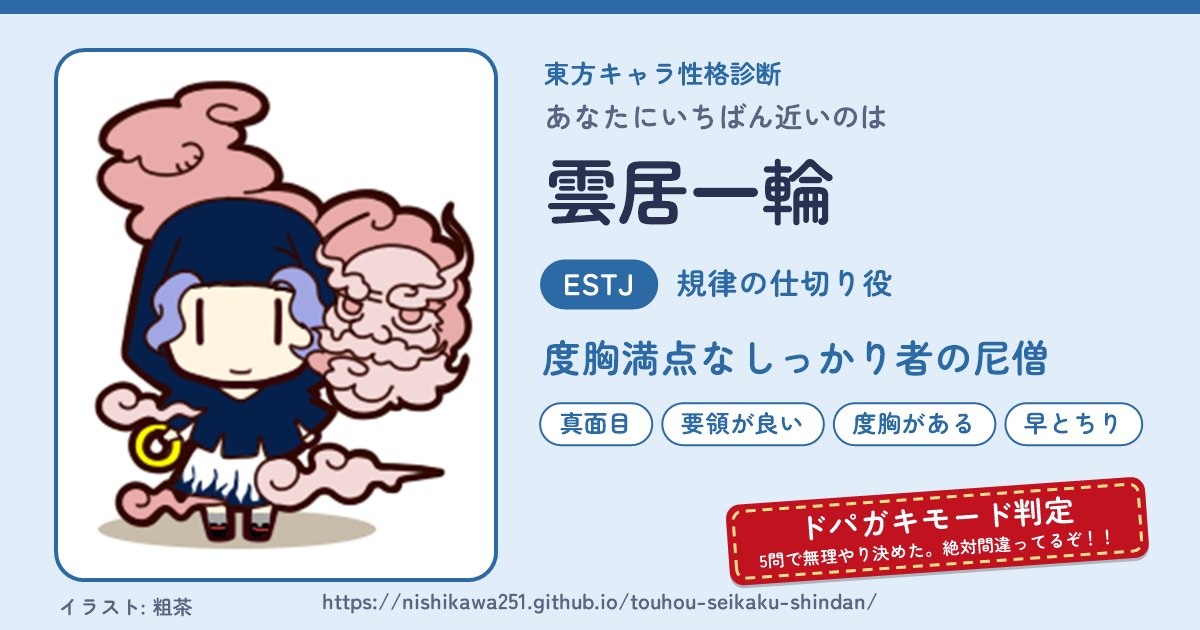 東方キャラ性格診断
あなたにいちばん近いのは
雲居一輪
ESTJ 規律の仕切り役
度胸満点なしっかり者の尼僧
真面目 要領が良い 度胸がある 早とちり
ドパガキモード判定
5問で無理やり決めた。絶対間違ってるぞ！！
イラスト: 粗茶
https://nishikawa251.github.io/touhou-seikaku-shindan/